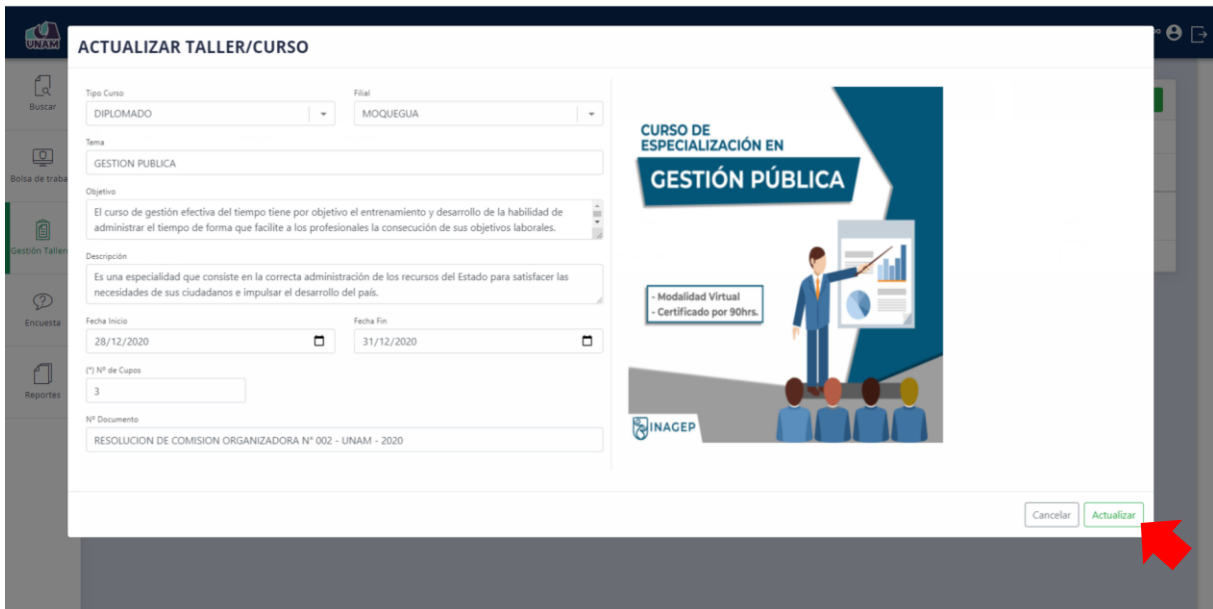 UNAM
ACTUALIZAR TALLER/CURSO
Buscar
Bolsa de traba
Gestión Taller
Encuesta
Reportes
Tipo Curso
Filial
DIPLOMADO
MOQUEGUA
Tema
GESTION PUBLICA
Objetivo
El curso de gestión efectiva del tiempo tiene por objetivo el entrenamiento y desarrollo de la habilidad de
administrar el tiempo de forma que facilite a los profesionales la consecución de sus objetivos laborales.
Descripción
Es una especialidad que consiste en la correcta administración de los recursos del Estado para satisfacer las
necesidades de sus ciudadanos e impulsar el desarrollo del país.
Fecha Inicio
Fecha Fin
28/12/2020
31/12/2020
(*) Nº de Cupos
3
Nº Documento
RESOLUCION DE COMISION ORGANIZADORA N° 002 - UNAM - 2020
CURSO DE
ESPECIALIZACIÓN EN
GESTIÓN PÚBLICA
- Modalidad Virtual
- Certificado por 90hrs.
INAGEP
Cancelar
Actualizar